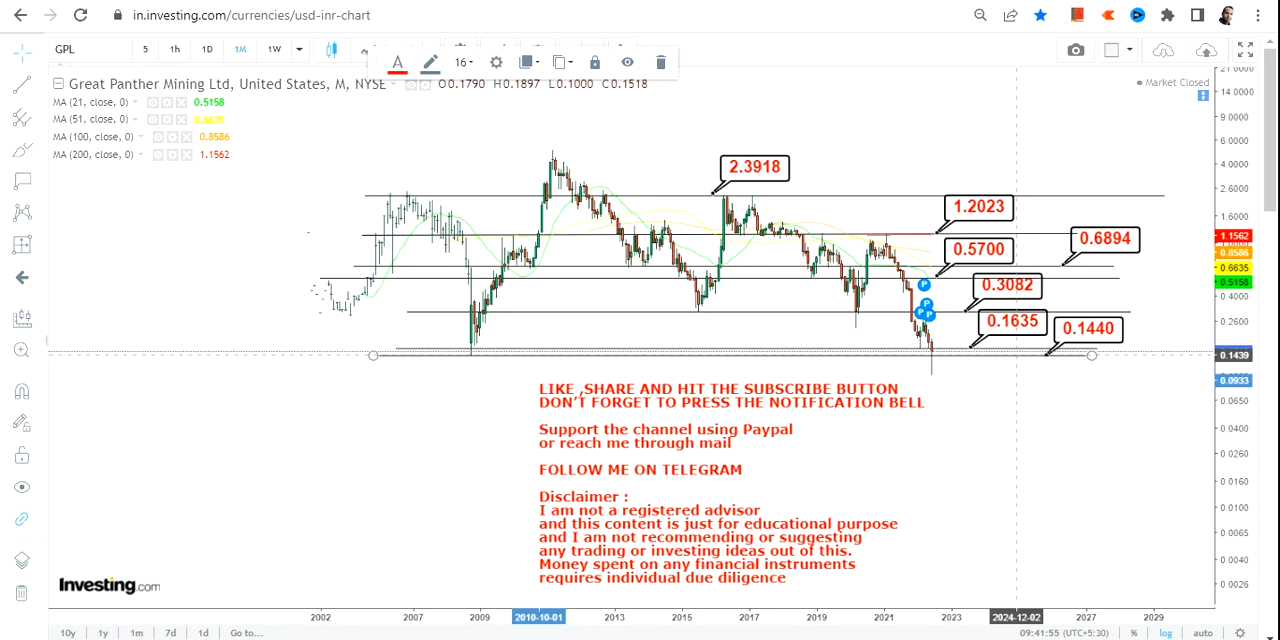 in.investing.com/currencies/usd-inr-chart
GPL
5
1h
1D
1M
1W
16
Great Panther Mining Ltd, United States, M, NYSE
O0.1790 H0.1897 L0.1000 C0.1518
Market Closed
MA (21, close, 0)
0.5158
MA (51, close, 0)
0.6635
MA (100, close, 0)
0.8586
MA (200, close, 0)
1.1562
2.3918
1.2023
0.5700
0.6894
0.3082
0.1635
0.1440
P
P
P
P
21.0000
14.0000
9.0000
6.0000
4.0000
2.6000
1.6000
1.1562
0.8586
0.6635
0.5158
0.4000
0.2600
0.1439
0.0933
0.0650
0.0400
0.0260
0.0160
0.0100
0.0065
0.0040
0.0026
LIKE ,SHARE AND HIT THE SUBSCRIBE BUTTON
DON'T FORGET TO PRESS THE NOTIFICATION BELL
Support the channel using Paypal
or reach me through mail
FOLLOW ME ON TELEGRAM
Disclaimer :
I am not a registered advisor
and this content is just for educational purpose
and I am not recommending or suggesting
any trading or investing ideas out of this.
Money spent on any financial instruments
requires individual due diligence
Investing.com
2002
2007
2009
2010-10-01
2013
2015
2017
2019
2021
2023
2024-12-02
2027
2029
10y
1y
1m
7d
1d
Go to...
09:41:55 (UTC+5:30)
%
log
auto